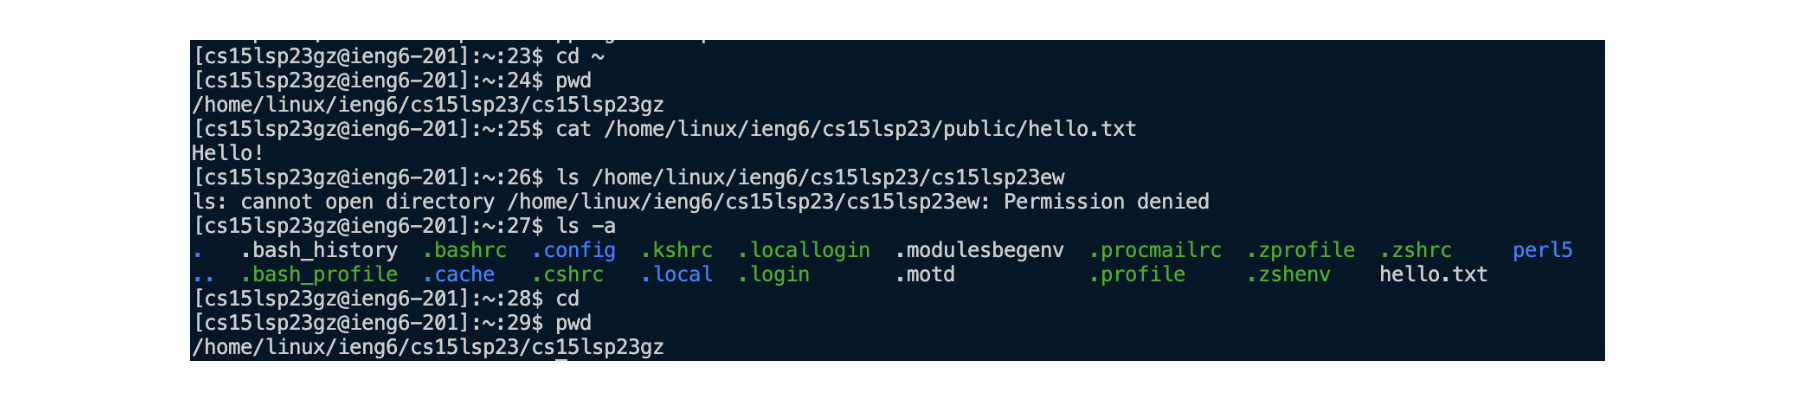 [cs15lsp23gz@ieng6-201]:~:23$ cd ~
[cs15lsp23gz@ieng6-201]:~:24$ pwd
/home/linux/ieng6/cs15lsp23/cs15lsp23gz
[cs15lsp23gz@ieng6-201]:~:25$ cat /home/linux/ieng6/cs15lsp23/public/hello.txt
Hello!
[cs15lsp23gz@ieng6-201]:~:26$ ls /home/linux/ieng6/cs15lsp23/cs15lsp23ew
ls: cannot open directory /home/linux/ieng6/cs15lsp23/cs15lsp23ew: Permission denied
[cs15lsp23gz@ieng6-201]:~:27$ ls -a
. .bash_history .bashrc .config .kshrc .locallogin .modulesbegenv .procmailrc .zprofile .zshrc perl5
.. .bash_profile .cache .cshrc .local .login .motd .profile .zshenv hello.txt
[cs15lsp23gz@ieng6-201]:~:28$ cd
[cs15lsp23gz@ieng6-201]:~:29$ pwd
/home/linux/ieng6/cs15lsp23/cs15lsp23gz